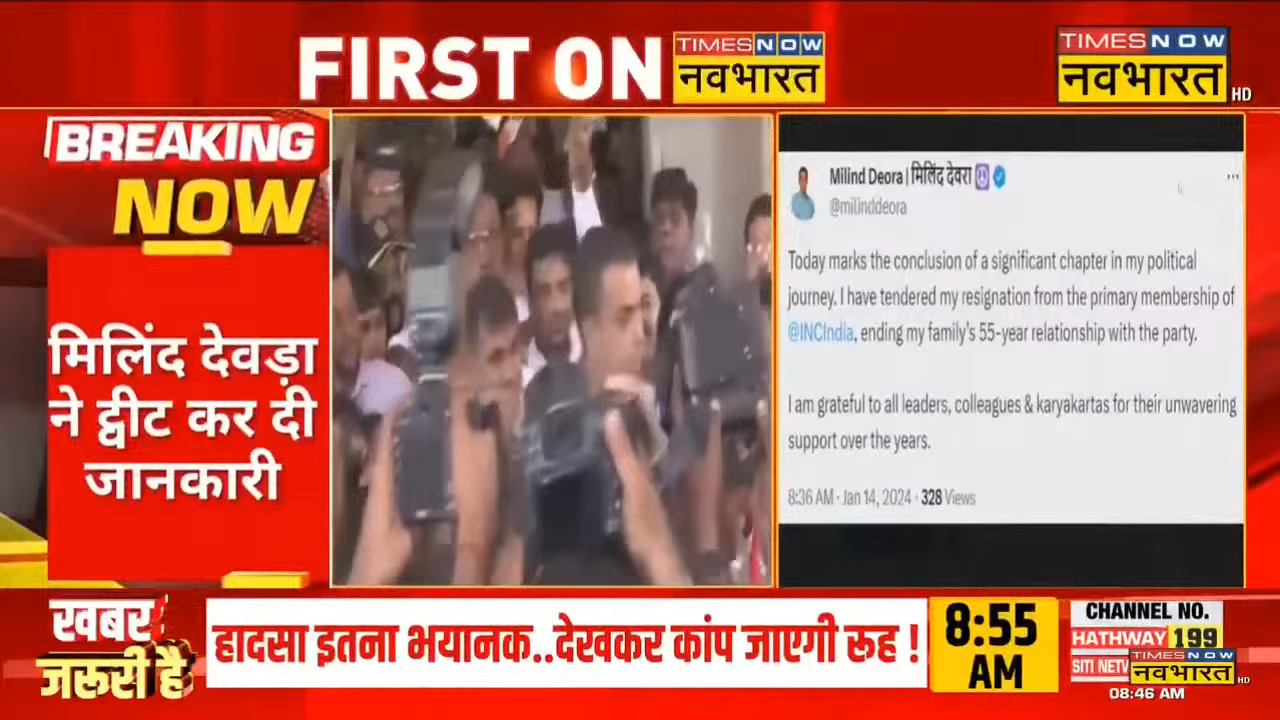 FIRST ON
TIMES NOW
नवभारत
TIMES NOW
नवभारत
HD
BREAKING
NOW
मिलिंद देवड़ा
ने ट्वीट कर दी
जानकारी
Milind Deora | मिलिंद देवरा
@milinddeora
Today marks the conclusion of a significant chapter in my political
journey. I have tendered my resignation from the primary membership of
@INCIndia, ending my family's 55-year relationship with the party.
I am grateful to all leaders, colleagues & karyakartas for their unwavering
support over the years.
8:36 AM · Jan 14, 2024 · 328 Views
खबर
जरूरी है
हादसा इतना भयानक..देखकर कांप जाएगी रूह !
8:55
AM
CHANNEL NO.
HATHWAY 199
SITI NETW
TIMES NOW
नवभारत
HD
08:46 AM